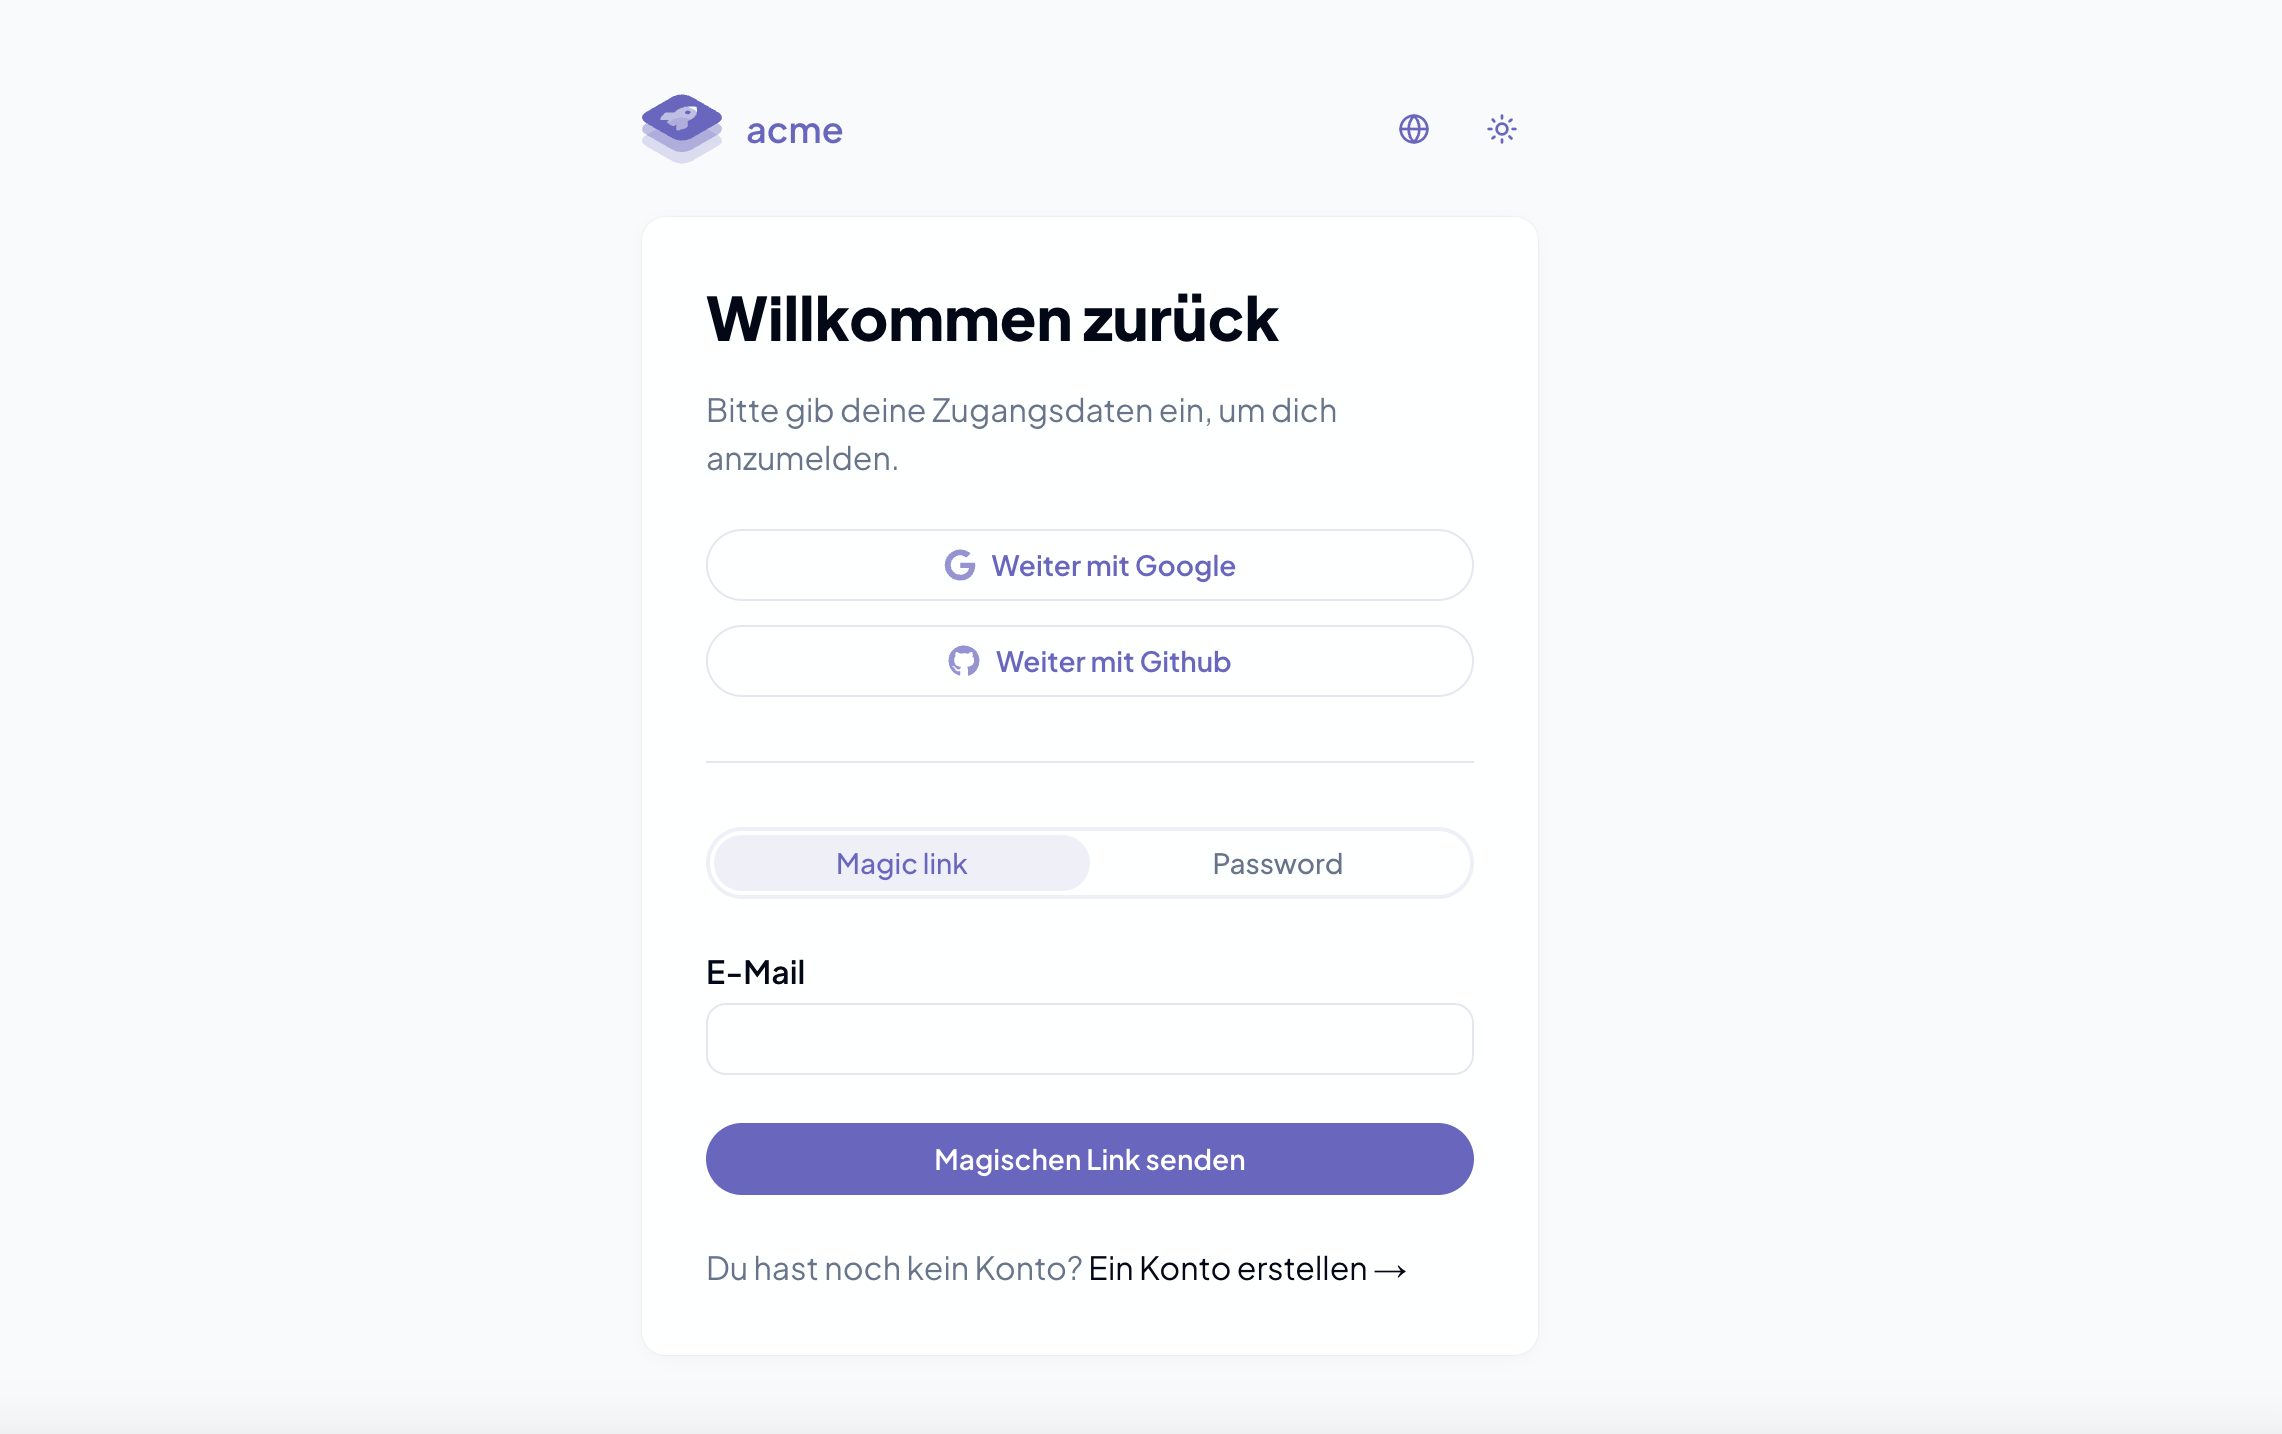 acme
Willkommen zurück
Bitte gib deine Zugangsdaten ein, um dich
anzumelden.
Weiter mit Google
Weiter mit Github
Magic link
Password
E-Mail
Magischen Link senden
Du hast noch kein Konto? Ein Konto erstellen →